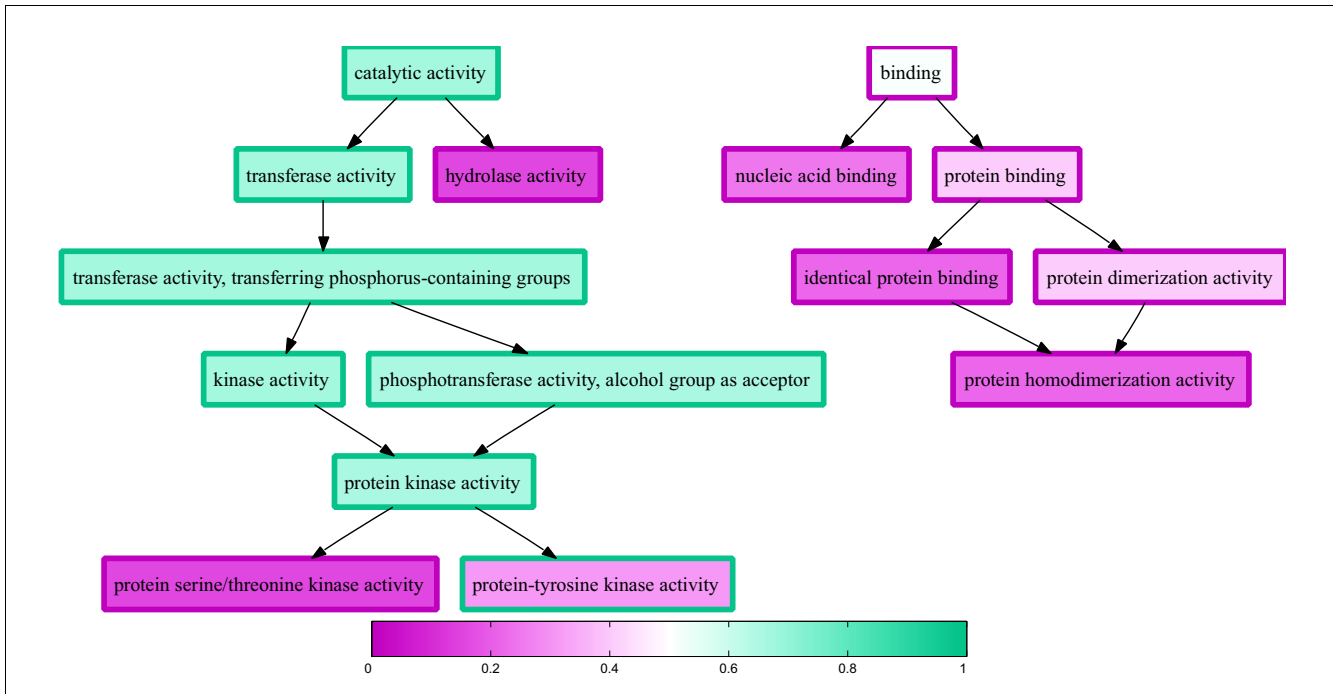 catalytic activity
binding
transferase activity
hydrolase activity
nucleic acid binding
protein binding
transferase activity, transferring phosphorus-containing groups
identical protein binding
protein dimerization activity
kinase activity
phosphotransferase activity, alcohol group as acceptor
protein homodimerization activity
protein kinase activity
protein serine/threonine kinase activity
protein-tyrosine kinase activity
0
0.2
0.4
0.6
0.8
1